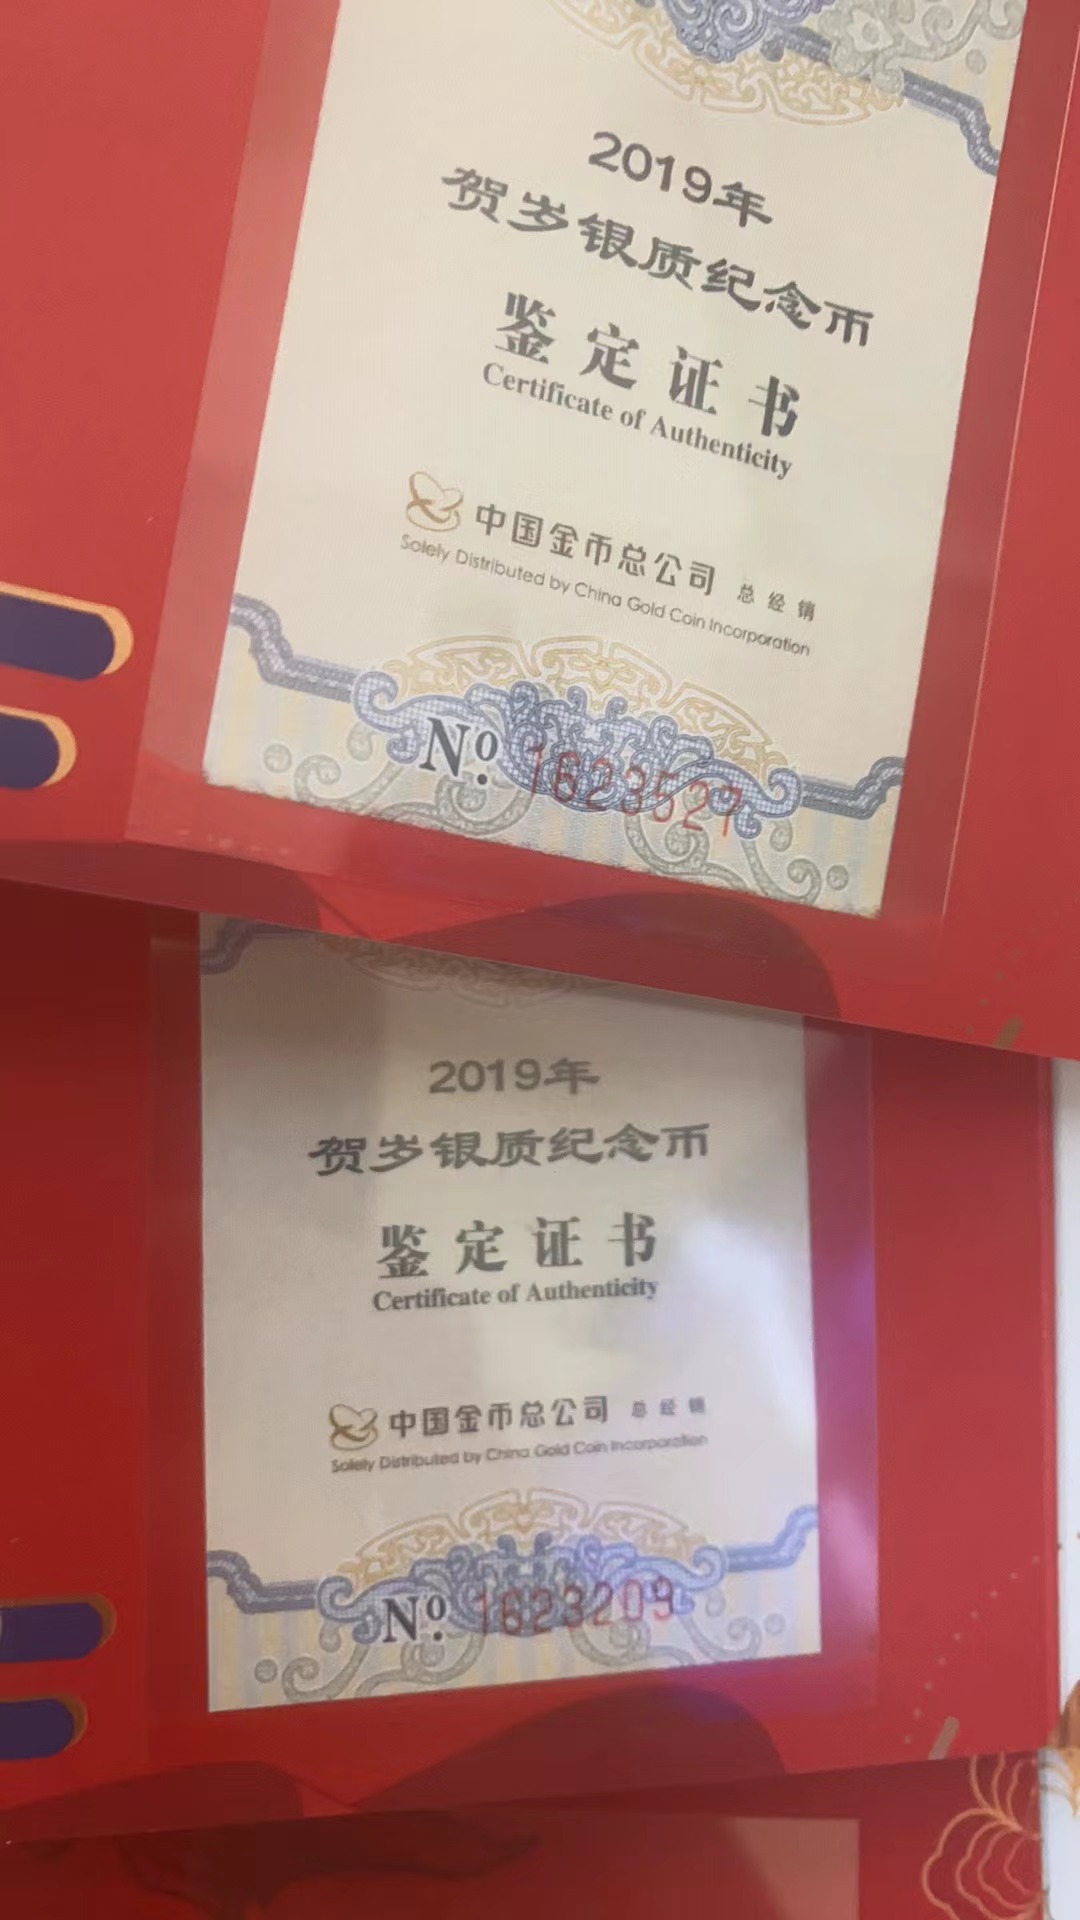 2019年
贺岁银质纪念币
鉴定证书
Certificate of Authenticity
中国金币总公司 总经销
Solely Distributed by China Gold Coin Incorporation
Nº. 1623527
2019年
贺岁银质纪念币
鉴定证书
Certificate of Authenticity
中国金币总公司 总经销
Solely Distributed by China Gold Coin Incorporation
Nº. 1623209